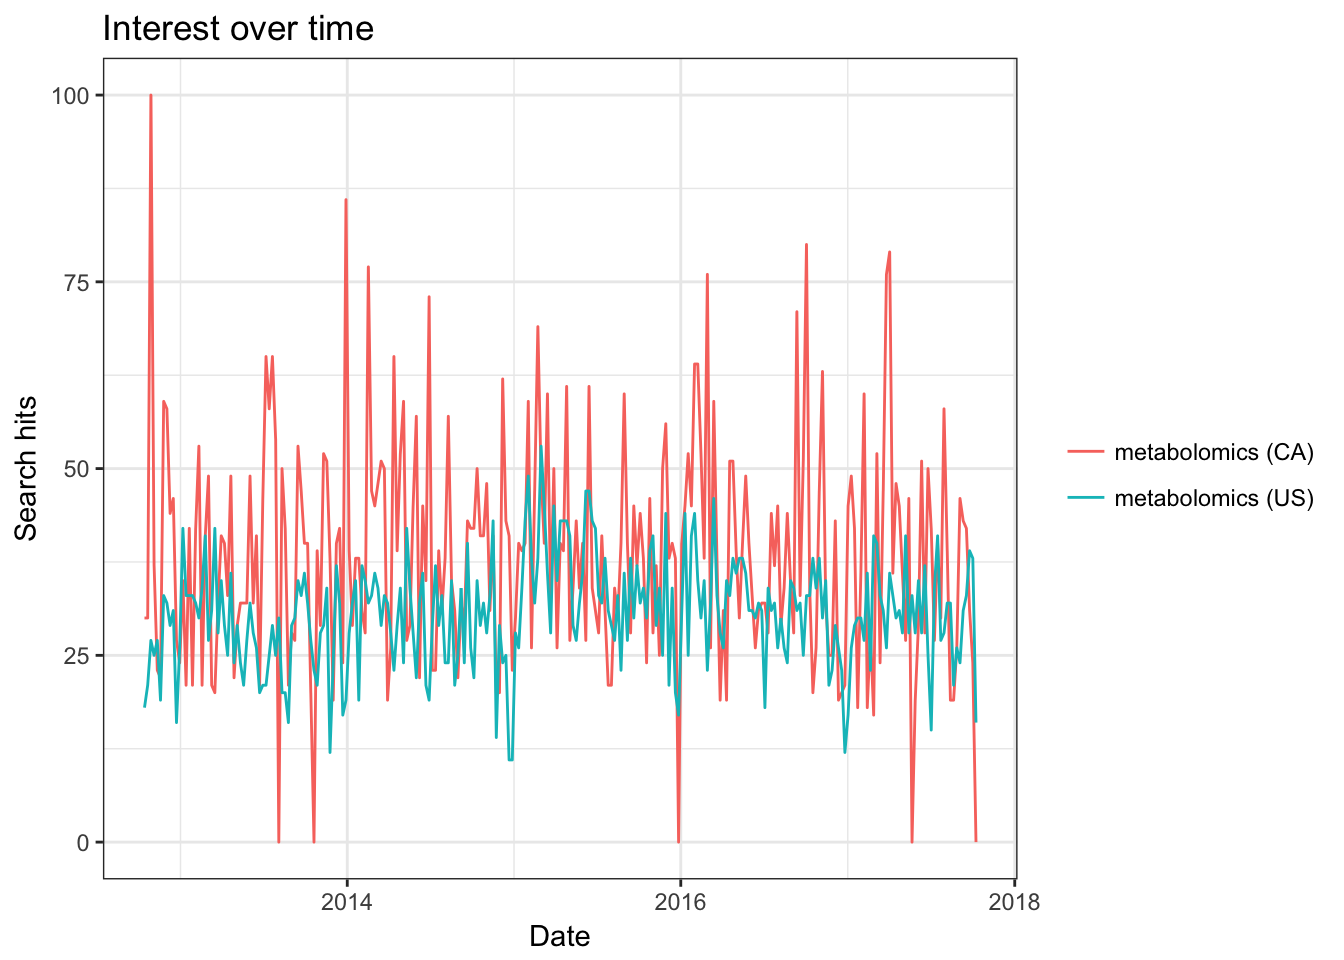 Interest over time
Search hits
100
75
50
25
0
2014
2016
2018
Date
metabolomics (CA)
metabolomics (US)